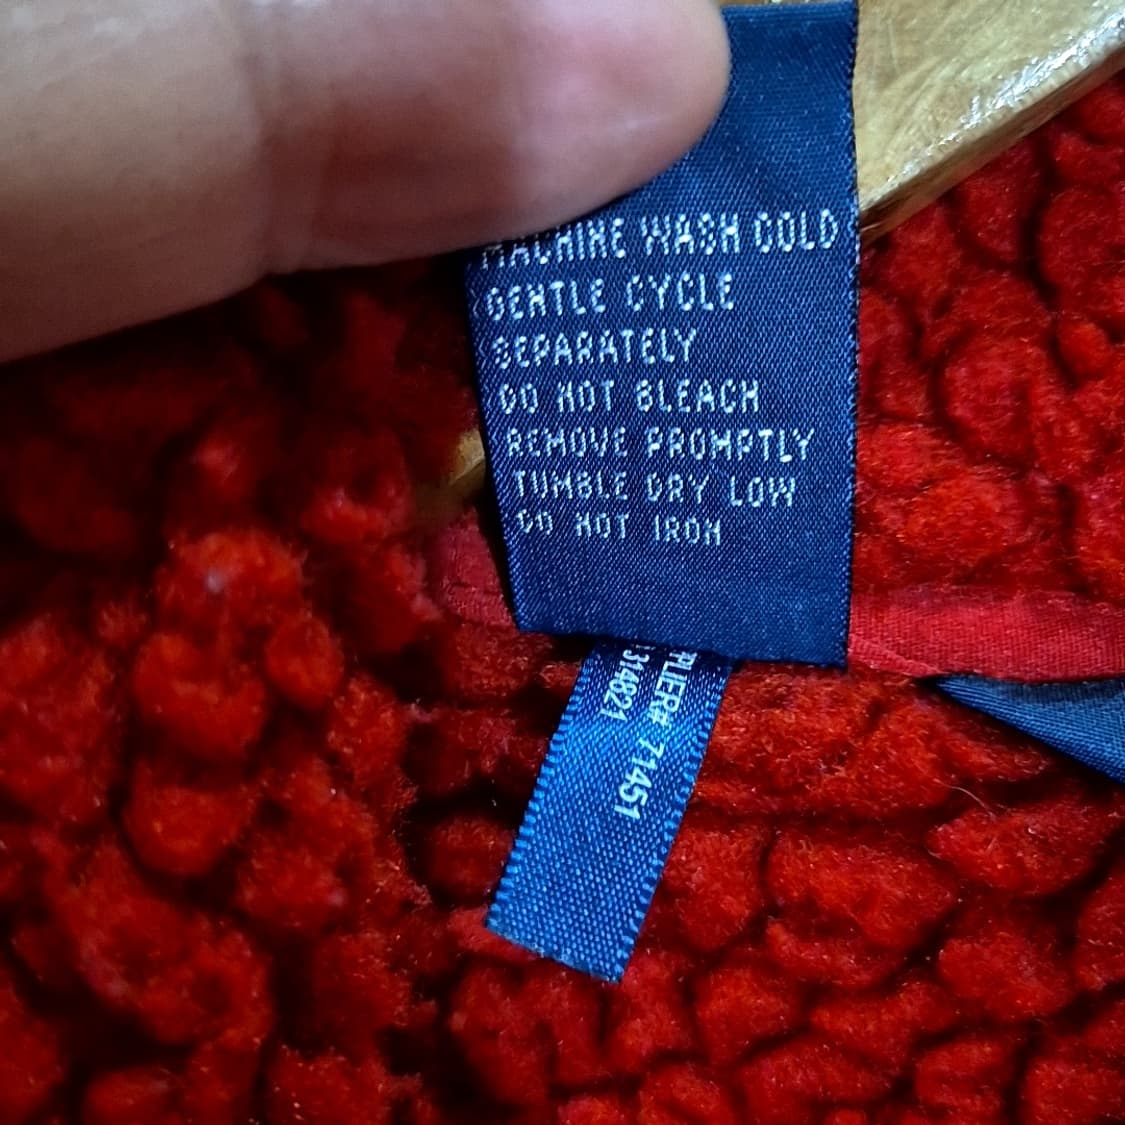 MACHINE WASH COLD
GENTLE CYCLE
SEPARATELY
DO NOT BLEACH
REMOVE PROMPTLY
TUMBLE DRY LOW
DO NOT IRON
PLIER# 71451
314821